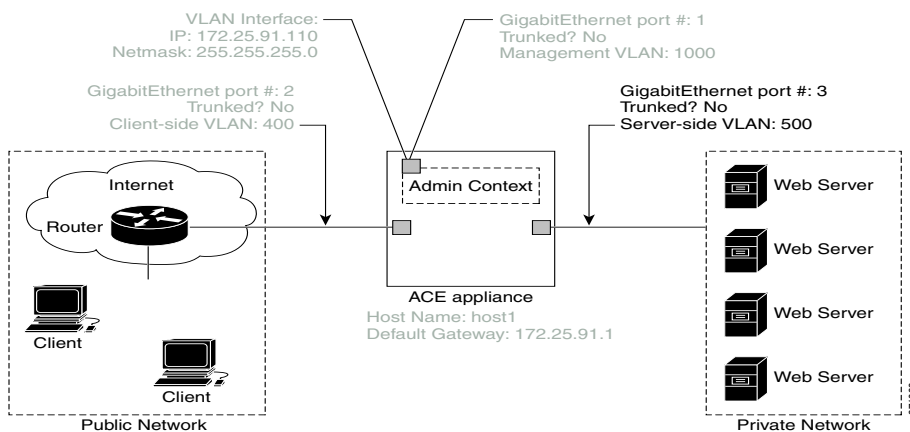 VLAN Interface:
IP: 172.25.91.110
Netmask: 255.255.255.0
GigabitEthernet port #: 1
Trunked? No
Management VLAN: 1000
GigabitEthernet port #: 2
Trunked? No
Client-side VLAN: 400
GigabitEthernet port #: 3
Trunked? No
Server-side VLAN: 500
Internet
Router
Client
Client
Public Network
Admin Context
ACE appliance
Host Name: host1
Default Gateway: 172.25.91.1
Web Server
Web Server
Web Server
Web Server
Private Network